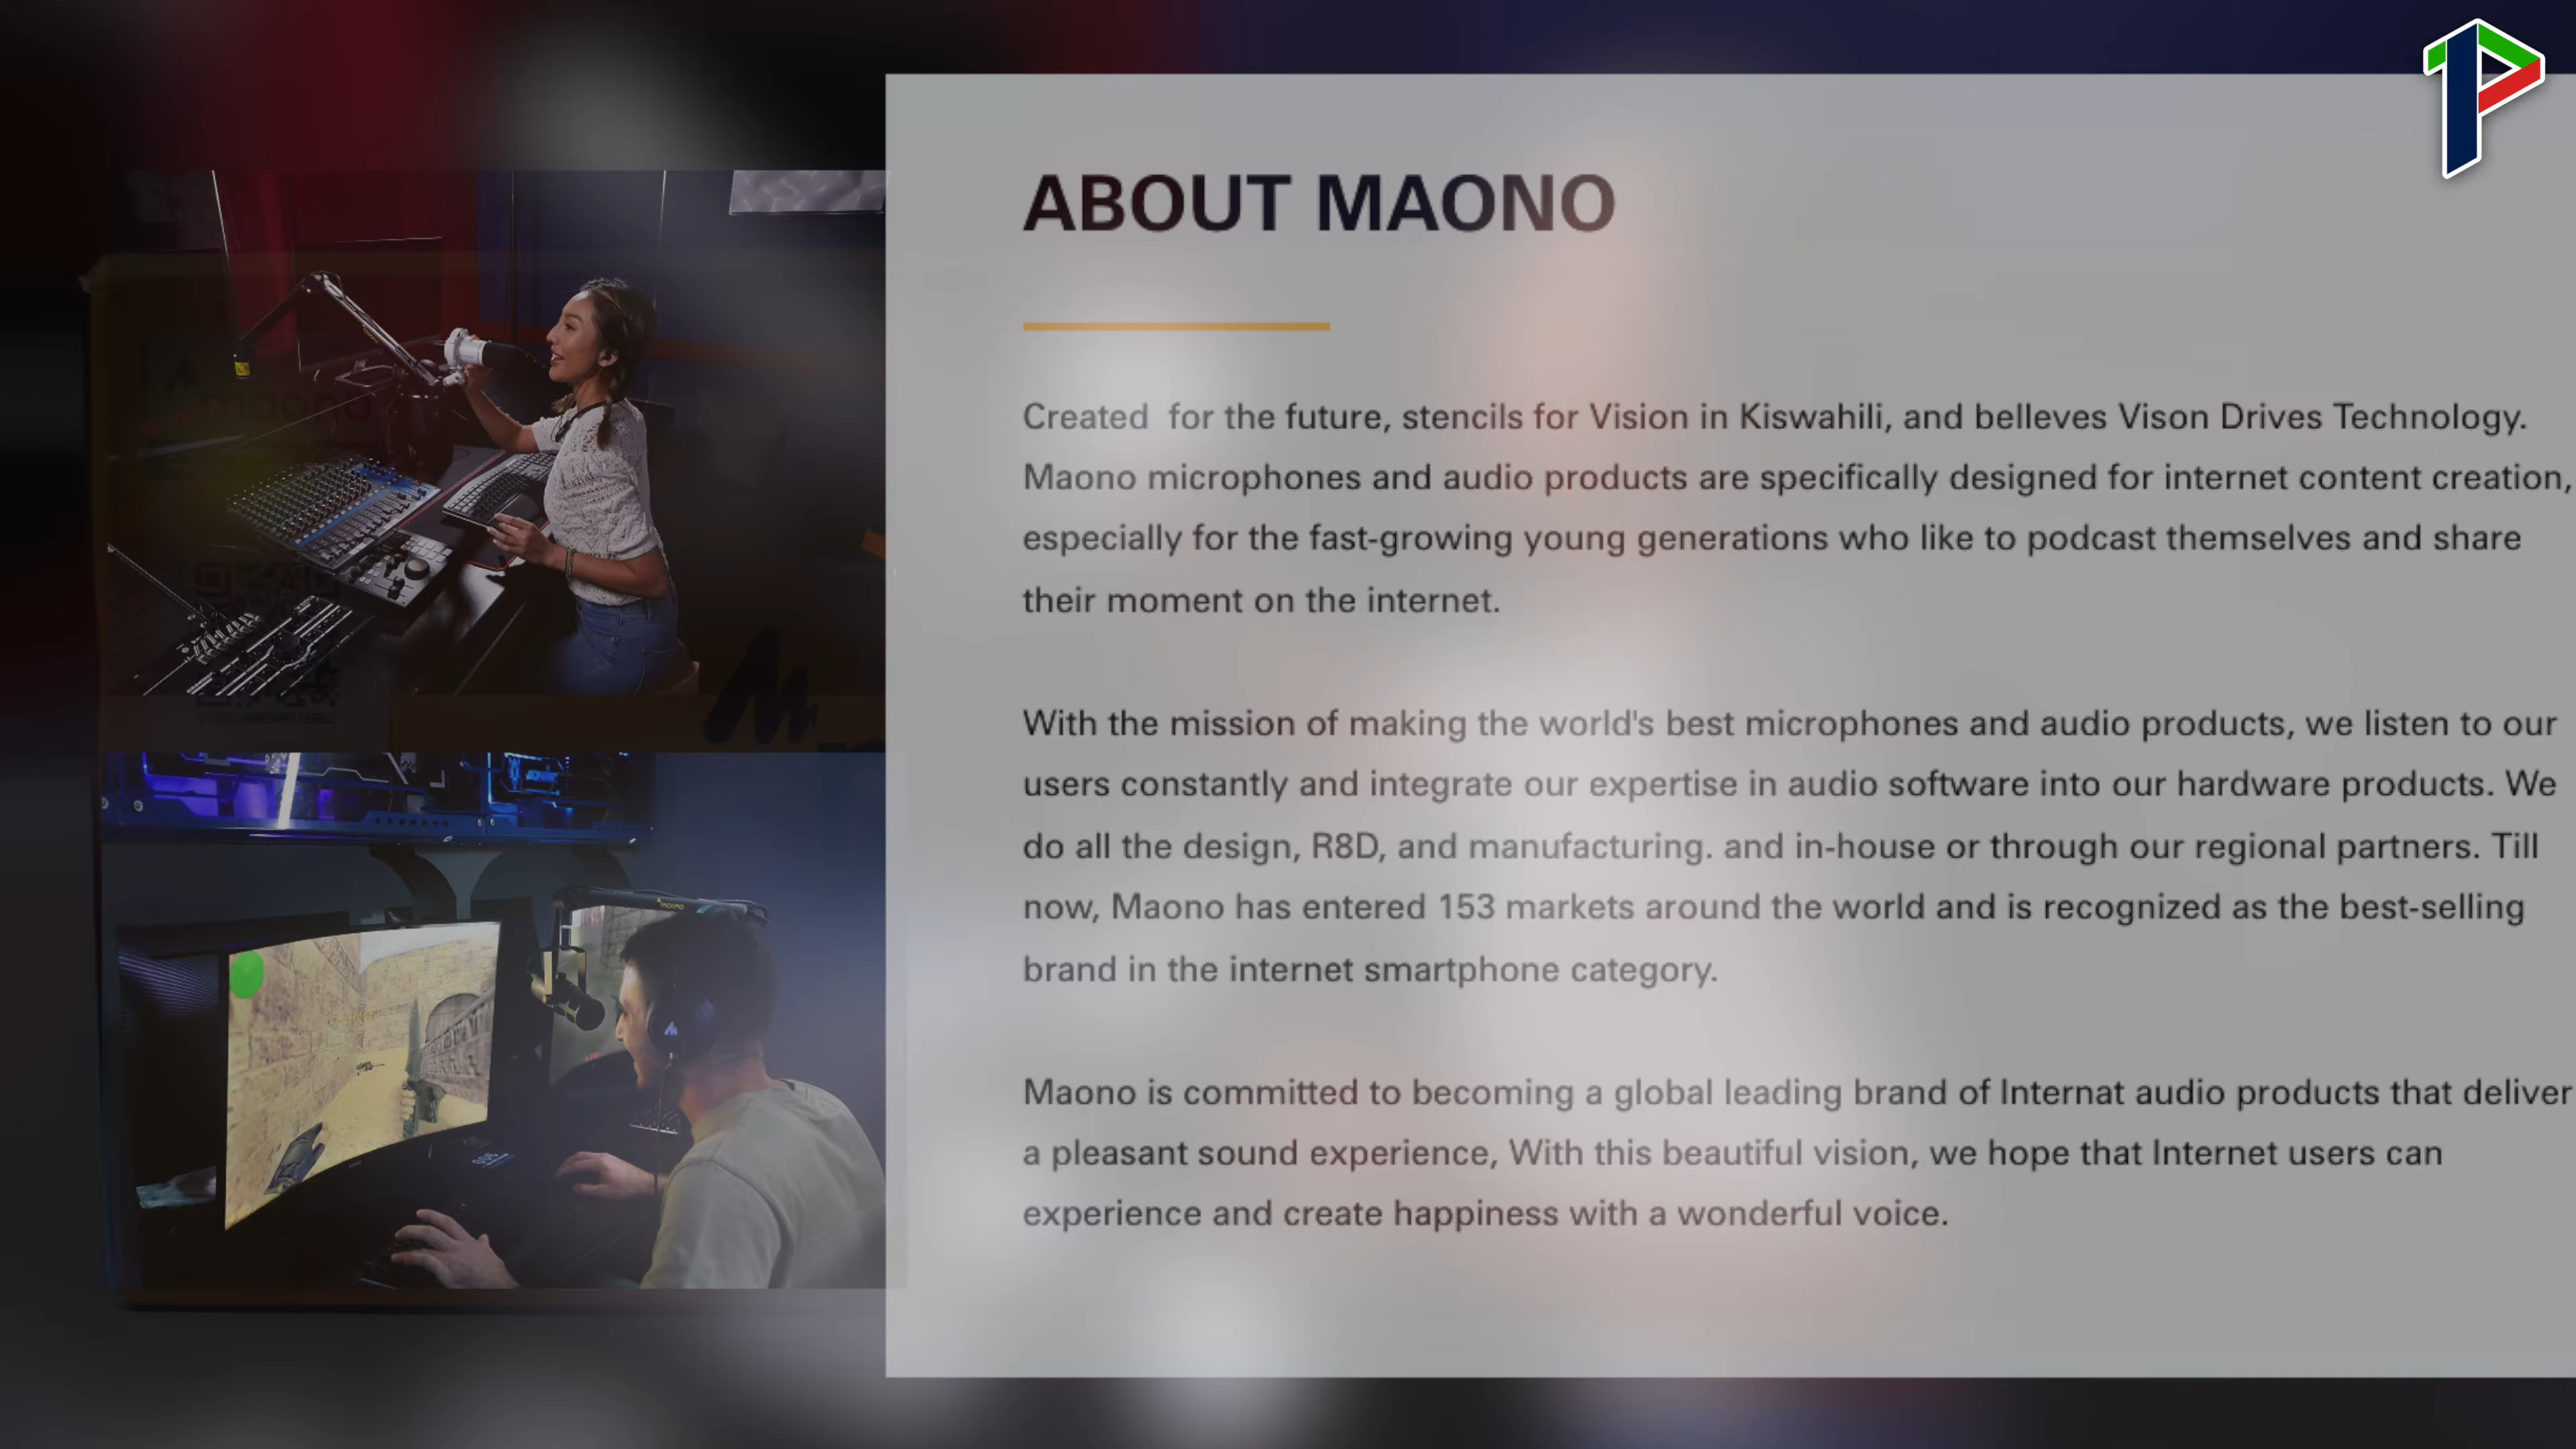 ABOUT MAONO
Created for the future, stencils for Vision in Kiswahili, and belleves Vison Drives Technology.
Maono microphones and audio products are specifically designed for internet content creation,
especially for the fast-growing young generations who like to podcast themselves and share
their moment on the internet.
With the mission of making the world's best microphones and audio products, we listen to our
users constantly and integrate our expertise in audio software into our hardware products. We
do all the design, R8D, and manufacturing. and in-house or through our regional partners. Till
now, Maono has entered 153 markets around the world and is recognized as the best-selling
brand in the internet smartphone category.
Maono is committed to becoming a global leading brand of Internat audio products that deliver
a pleasant sound experience, With this beautiful vision, we hope that Internet users can
experience and create happiness with a wonderful voice.
maono
maono